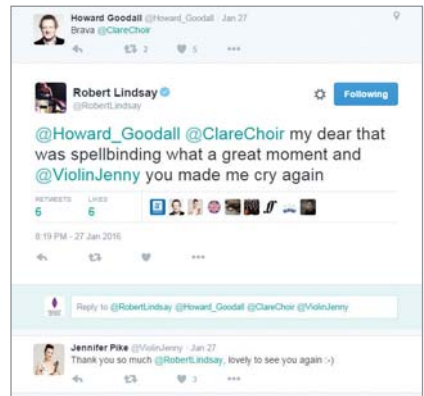 Howard Goodall @Howard_Goodall · Jan 27
Brava @ClareChoir
2 5
Robert Lindsay
@RobertLindsay
Following
@Howard_Goodall @ClareChoir my dear that
was spellbinding what a great moment and
@ViolinJenny you made me cry again
RETWEETS LIKES
6 6
8:19 PM - 27 Jan 2016
Reply to @RobertLindsay @Howard_Goodall @ClareChoir @ViolinJenny
Jennifer Pike @ViolinJenny · Jan 27
Thank you so much @RobertLindsay, lovely to see you again :-)
3